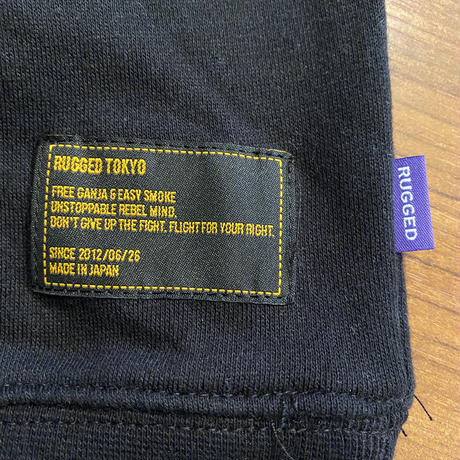 RUGGED TOKYO
FREE GANJA & EASY SMOKE
UNSTOPPABLE REBEL MIND.
DON'T GIVE UP THE FIGHT. FLIGHT FOR YOUR RIGHT.
SINCE 2012/06/26
MADE IN JAPAN
RUGGED